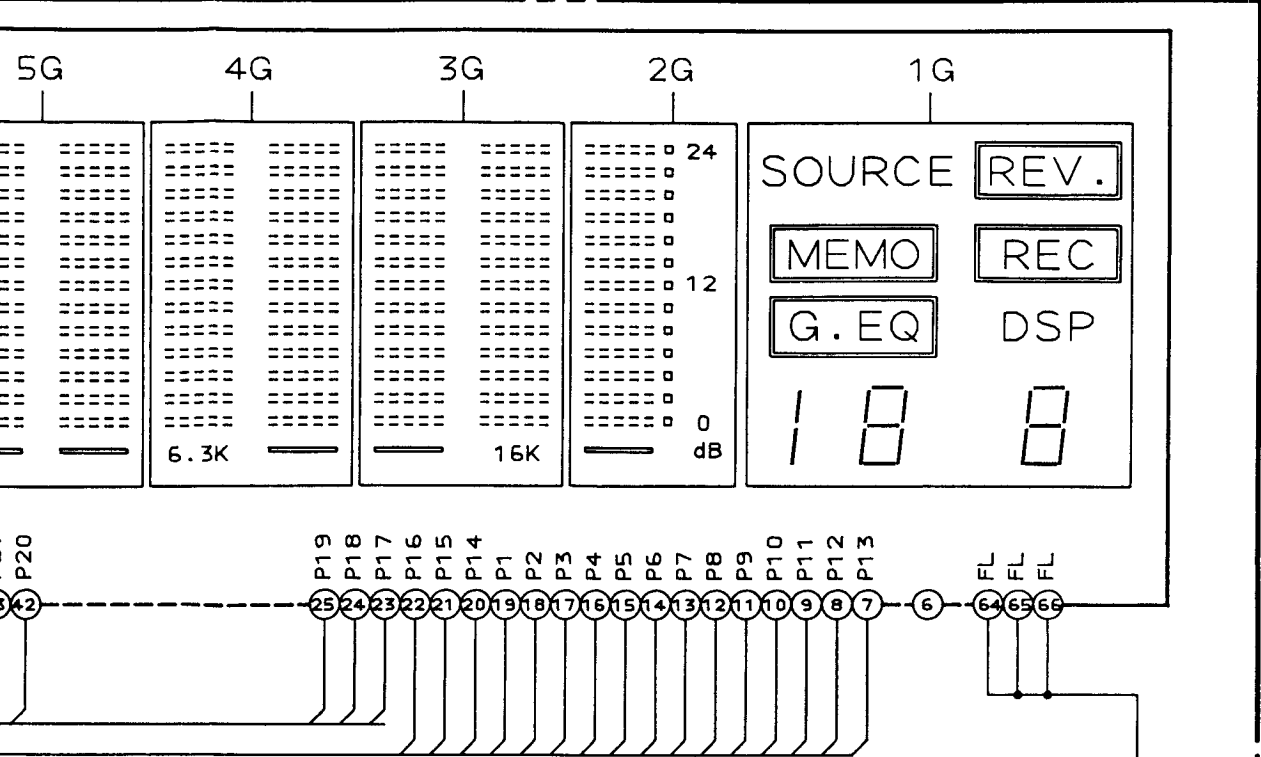 5G 4G 3G 2G 1G
24
SOURCE REV.
MEMO REC
12
G.EQ DSP
18 8
0
6.3K 16K dB
P20 P19 P18 P17 P16 P15 P14 P1 P2 P3 P4 P5 P6 P7 P8 P9 P10 P11 P12 P13 FL FL FL
42 25 24 23 22 21 20 19 18 17 16 15 14 13 12 11 10 9 8 7 6 64 65 66